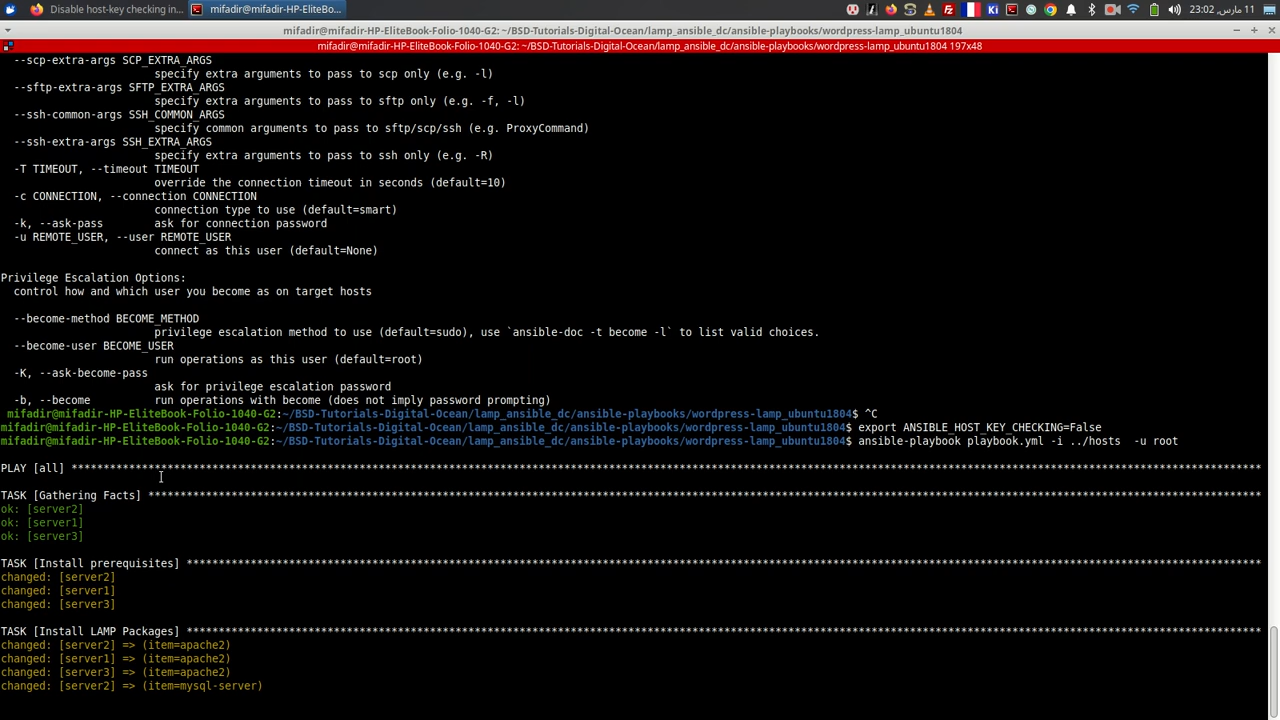 Disable host-key checking in...
mifadir@mifadir-HP-EliteBo...
Ki
11 مارس, 23:02
mifadir@mifadir-HP-EliteBook-Folio-1040-G2: ~/BSD-Tutorials-Digital-Ocean/lamp_ansible_dc/ansible-playbooks/wordpress-lamp_ubuntu1804
mifadir@mifadir-HP-EliteBook-Folio-1040-G2: ~/BSD-Tutorials-Digital-Ocean/lamp_ansible_dc/ansible-playbooks/wordpress-lamp_ubuntu1804 197x48
--scp-extra-args SCP_EXTRA_ARGS
specify extra arguments to pass to scp only (e.g. -l)
--sftp-extra-args SFTP_EXTRA_ARGS
specify extra arguments to pass to sftp only (e.g. -f, -l)
--ssh-common-args SSH_COMMON_ARGS
specify common arguments to pass to sftp/scp/ssh (e.g. ProxyCommand)
--ssh-extra-args SSH_EXTRA_ARGS
specify extra arguments to pass to ssh only (e.g. -R)
-T TIMEOUT, --timeout TIMEOUT
override the connection timeout in seconds (default=10)
-c CONNECTION, --connection CONNECTION
connection type to use (default=smart)
-k, --ask-pass ask for connection password
-u REMOTE_USER, --user REMOTE_USER
connect as this user (default=None)
Privilege Escalation Options:
control how and which user you become as on target hosts
--become-method BECOME_METHOD
privilege escalation method to use (default=sudo), use `ansible-doc -t become -l` to list valid choices.
--become-user BECOME_USER
run operations as this user (default=root)
-K, --ask-become-pass
ask for privilege escalation password
-b, --become run operations with become (does not imply password prompting)
mifadir@mifadir-HP-EliteBook-Folio-1040-G2:~/BSD-Tutorials-Digital-Ocean/lamp_ansible_dc/ansible-playbooks/wordpress-lamp_ubuntu1804$ ^C
mifadir@mifadir-HP-EliteBook-Folio-1040-G2:~/BSD-Tutorials-Digital-Ocean/lamp_ansible_dc/ansible-playbooks/wordpress-lamp_ubuntu1804$ export ANSIBLE_HOST_KEY_CHECKING=False
mifadir@mifadir-HP-EliteBook-Folio-1040-G2:~/BSD-Tutorials-Digital-Ocean/lamp_ansible_dc/ansible-playbooks/wordpress-lamp_ubuntu1804$ ansible-playbook playbook.yml -i ../hosts  -u root
PLAY [all] ***************************************************************************************************************************************************************************************
TASK [Gathering Facts] ***************************************************************************************************************************************************************************
ok: [server2]
ok: [server1]
ok: [server3]
TASK [Install prerequisites] *********************************************************************************************************************************************************************
changed: [server2]
changed: [server1]
changed: [server3]
TASK [Install LAMP Packages] *********************************************************************************************************************************************************************
changed: [server2] => (item=apache2)
changed: [server1] => (item=apache2)
changed: [server3] => (item=apache2)
changed: [server2] => (item=mysql-server)